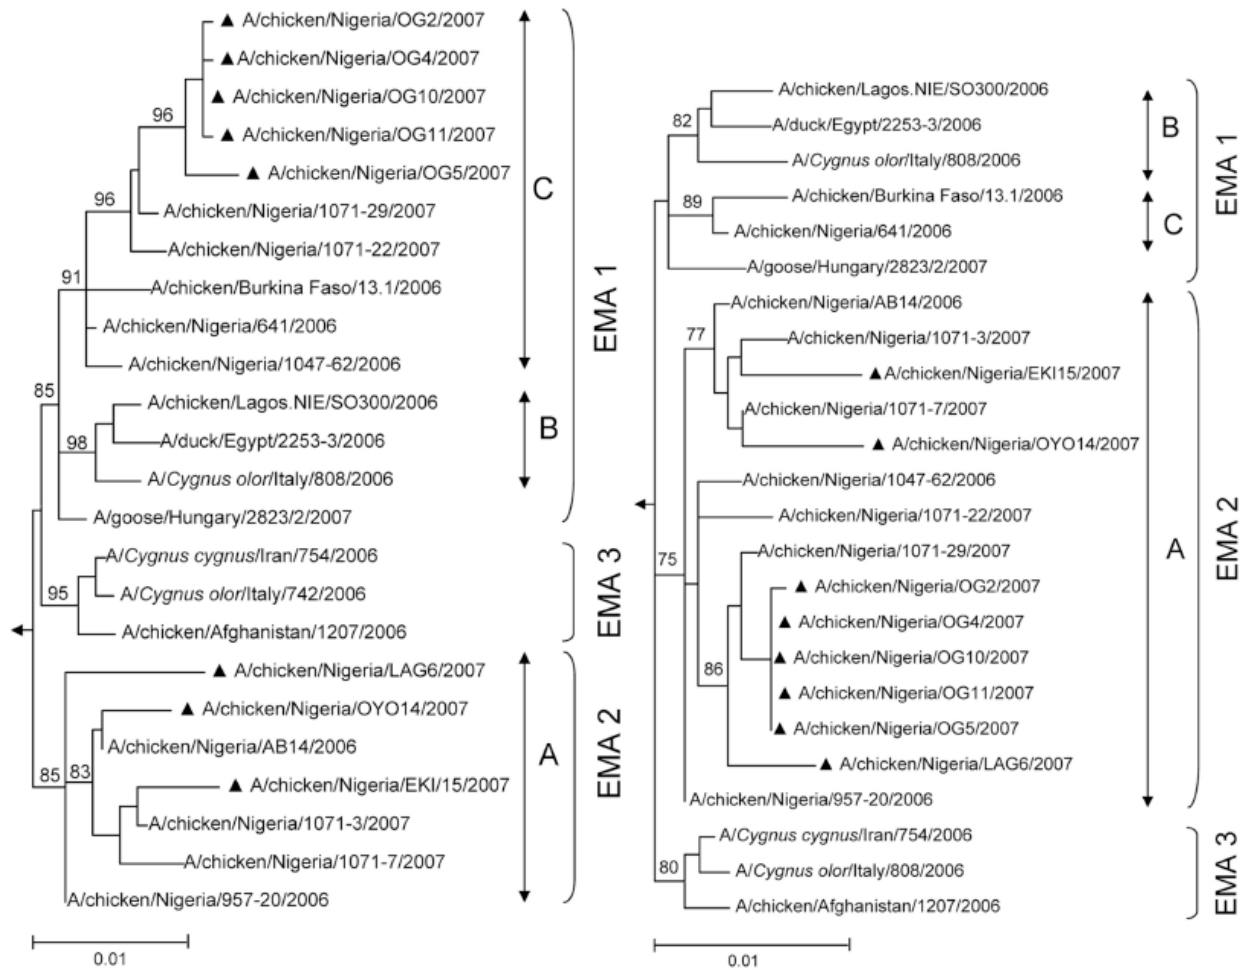 ▲ A/chicken/Nigeria/OG2/2007
▲ A/chicken/Nigeria/OG4/2007
▲ A/chicken/Nigeria/OG10/2007
▲ A/chicken/Nigeria/OG11/2007
▲ A/chicken/Nigeria/OG5/2007
A/chicken/Nigeria/1071-29/2007
A/chicken/Nigeria/1071-22/2007
A/chicken/Burkina Faso/13.1/2006
A/chicken/Nigeria/641/2006
A/chicken/Nigeria/1047-62/2006
A/chicken/Lagos.NIE/SO300/2006
A/duck/Egypt/2253-3/2006
A/Cygnus olor/Italy/808/2006
A/goose/Hungary/2823/2/2007
A/Cygnus cygnus/Iran/754/2006
A/Cygnus olor/Italy/742/2006
A/chicken/Afghanistan/1207/2006
▲ A/chicken/Nigeria/LAG6/2007
▲ A/chicken/Nigeria/OYO14/2007
A/chicken/Nigeria/AB14/2006
▲ A/chicken/Nigeria/EKI/15/2007
A/chicken/Nigeria/1071-3/2007
A/chicken/Nigeria/1071-7/2007
A/chicken/Nigeria/957-20/2006
96
96
91
85
98
95
85
83
C
B
A
EMA 1
EMA 3
EMA 2
0.01
A/chicken/Lagos.NIE/SO300/2006
A/duck/Egypt/2253-3/2006
A/Cygnus olor/Italy/808/2006
A/chicken/Burkina Faso/13.1/2006
A/chicken/Nigeria/641/2006
A/goose/Hungary/2823/2/2007
A/chicken/Nigeria/AB14/2006
A/chicken/Nigeria/1071-3/2007
▲ A/chicken/Nigeria/EKI15/2007
A/chicken/Nigeria/1071-7/2007
▲ A/chicken/Nigeria/OYO14/2007
A/chicken/Nigeria/1047-62/2006
A/chicken/Nigeria/1071-22/2007
A/chicken/Nigeria/1071-29/2007
▲ A/chicken/Nigeria/OG2/2007
▲ A/chicken/Nigeria/OG4/2007
▲ A/chicken/Nigeria/OG10/2007
▲ A/chicken/Nigeria/OG11/2007
▲ A/chicken/Nigeria/OG5/2007
▲ A/chicken/Nigeria/LAG6/2007
A/chicken/Nigeria/957-20/2006
A/Cygnus cygnus/Iran/754/2006
A/Cygnus olor/Italy/808/2006
A/chicken/Afghanistan/1207/2006
82
89
77
75
86
80
B
C
A
EMA 1
EMA 2
EMA 3
0.01